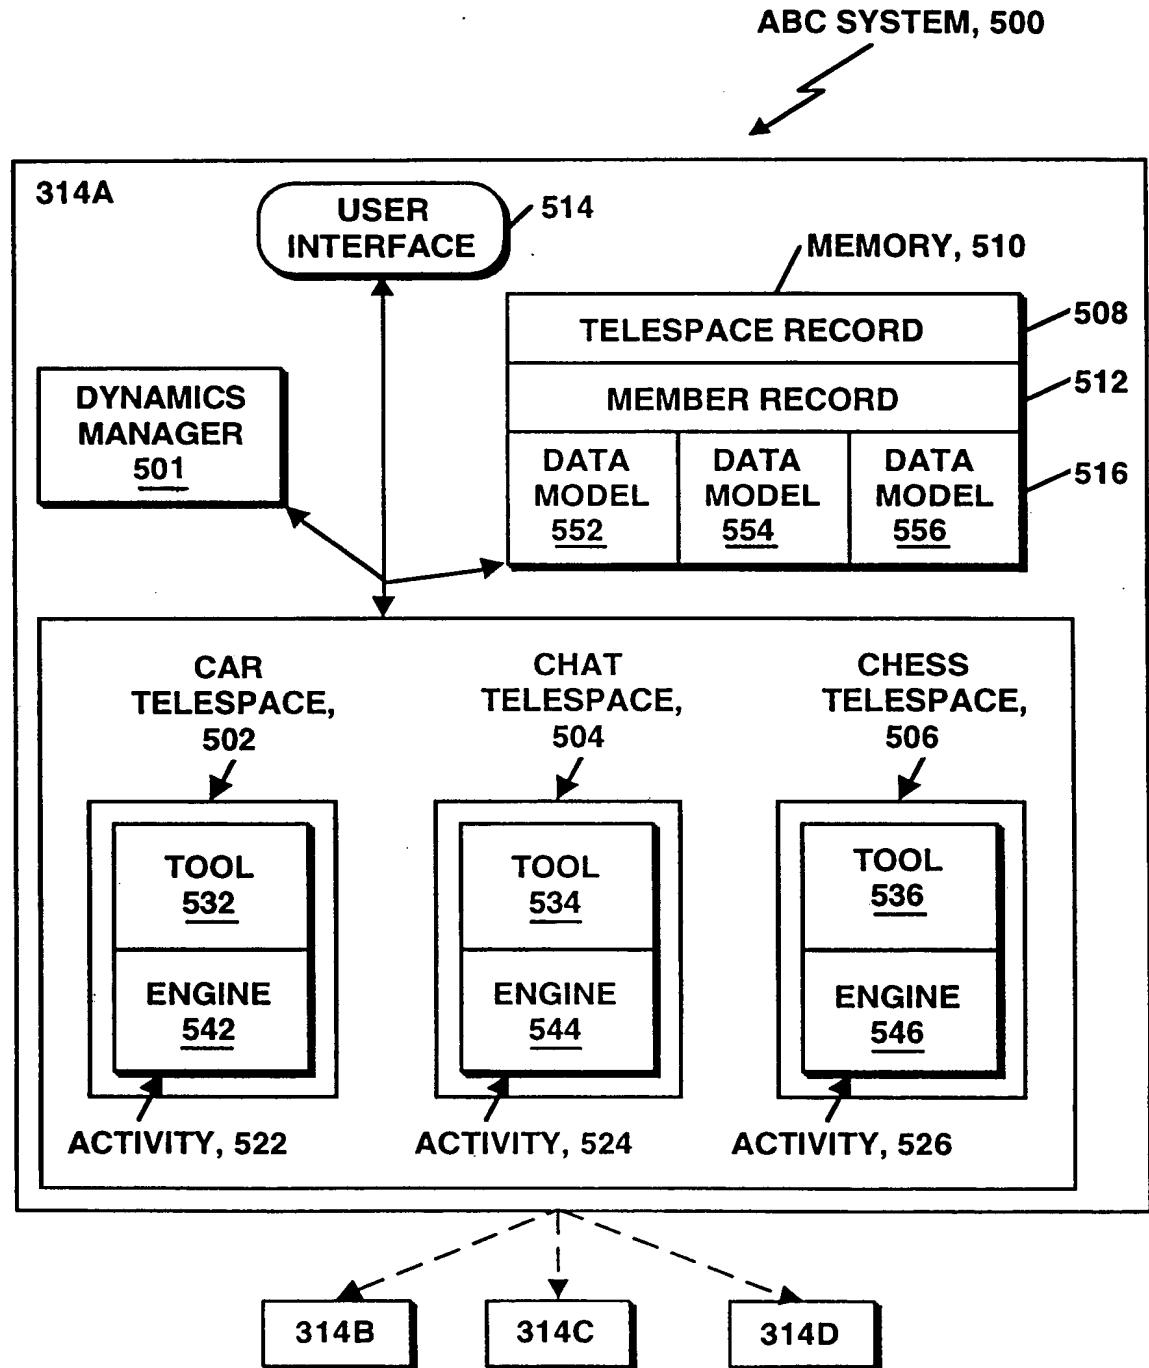 ABC SYSTEM, 500
314A
USER
INTERFACE
514
MEMORY, 510
TELESPACE RECORD
508
MEMBER RECORD
512
DYNAMICS
MANAGER
501
DATA
MODEL
552
DATA
MODEL
554
DATA
MODEL
556
516
CAR
TELESPACE,
502
CHAT
TELESPACE,
504
CHESS
TELESPACE,
506
TOOL
532
ENGINE
542
TOOL
534
ENGINE
544
TOOL
536
ENGINE
546
ACTIVITY, 522
ACTIVITY, 524
ACTIVITY, 526
314B
314C
314D